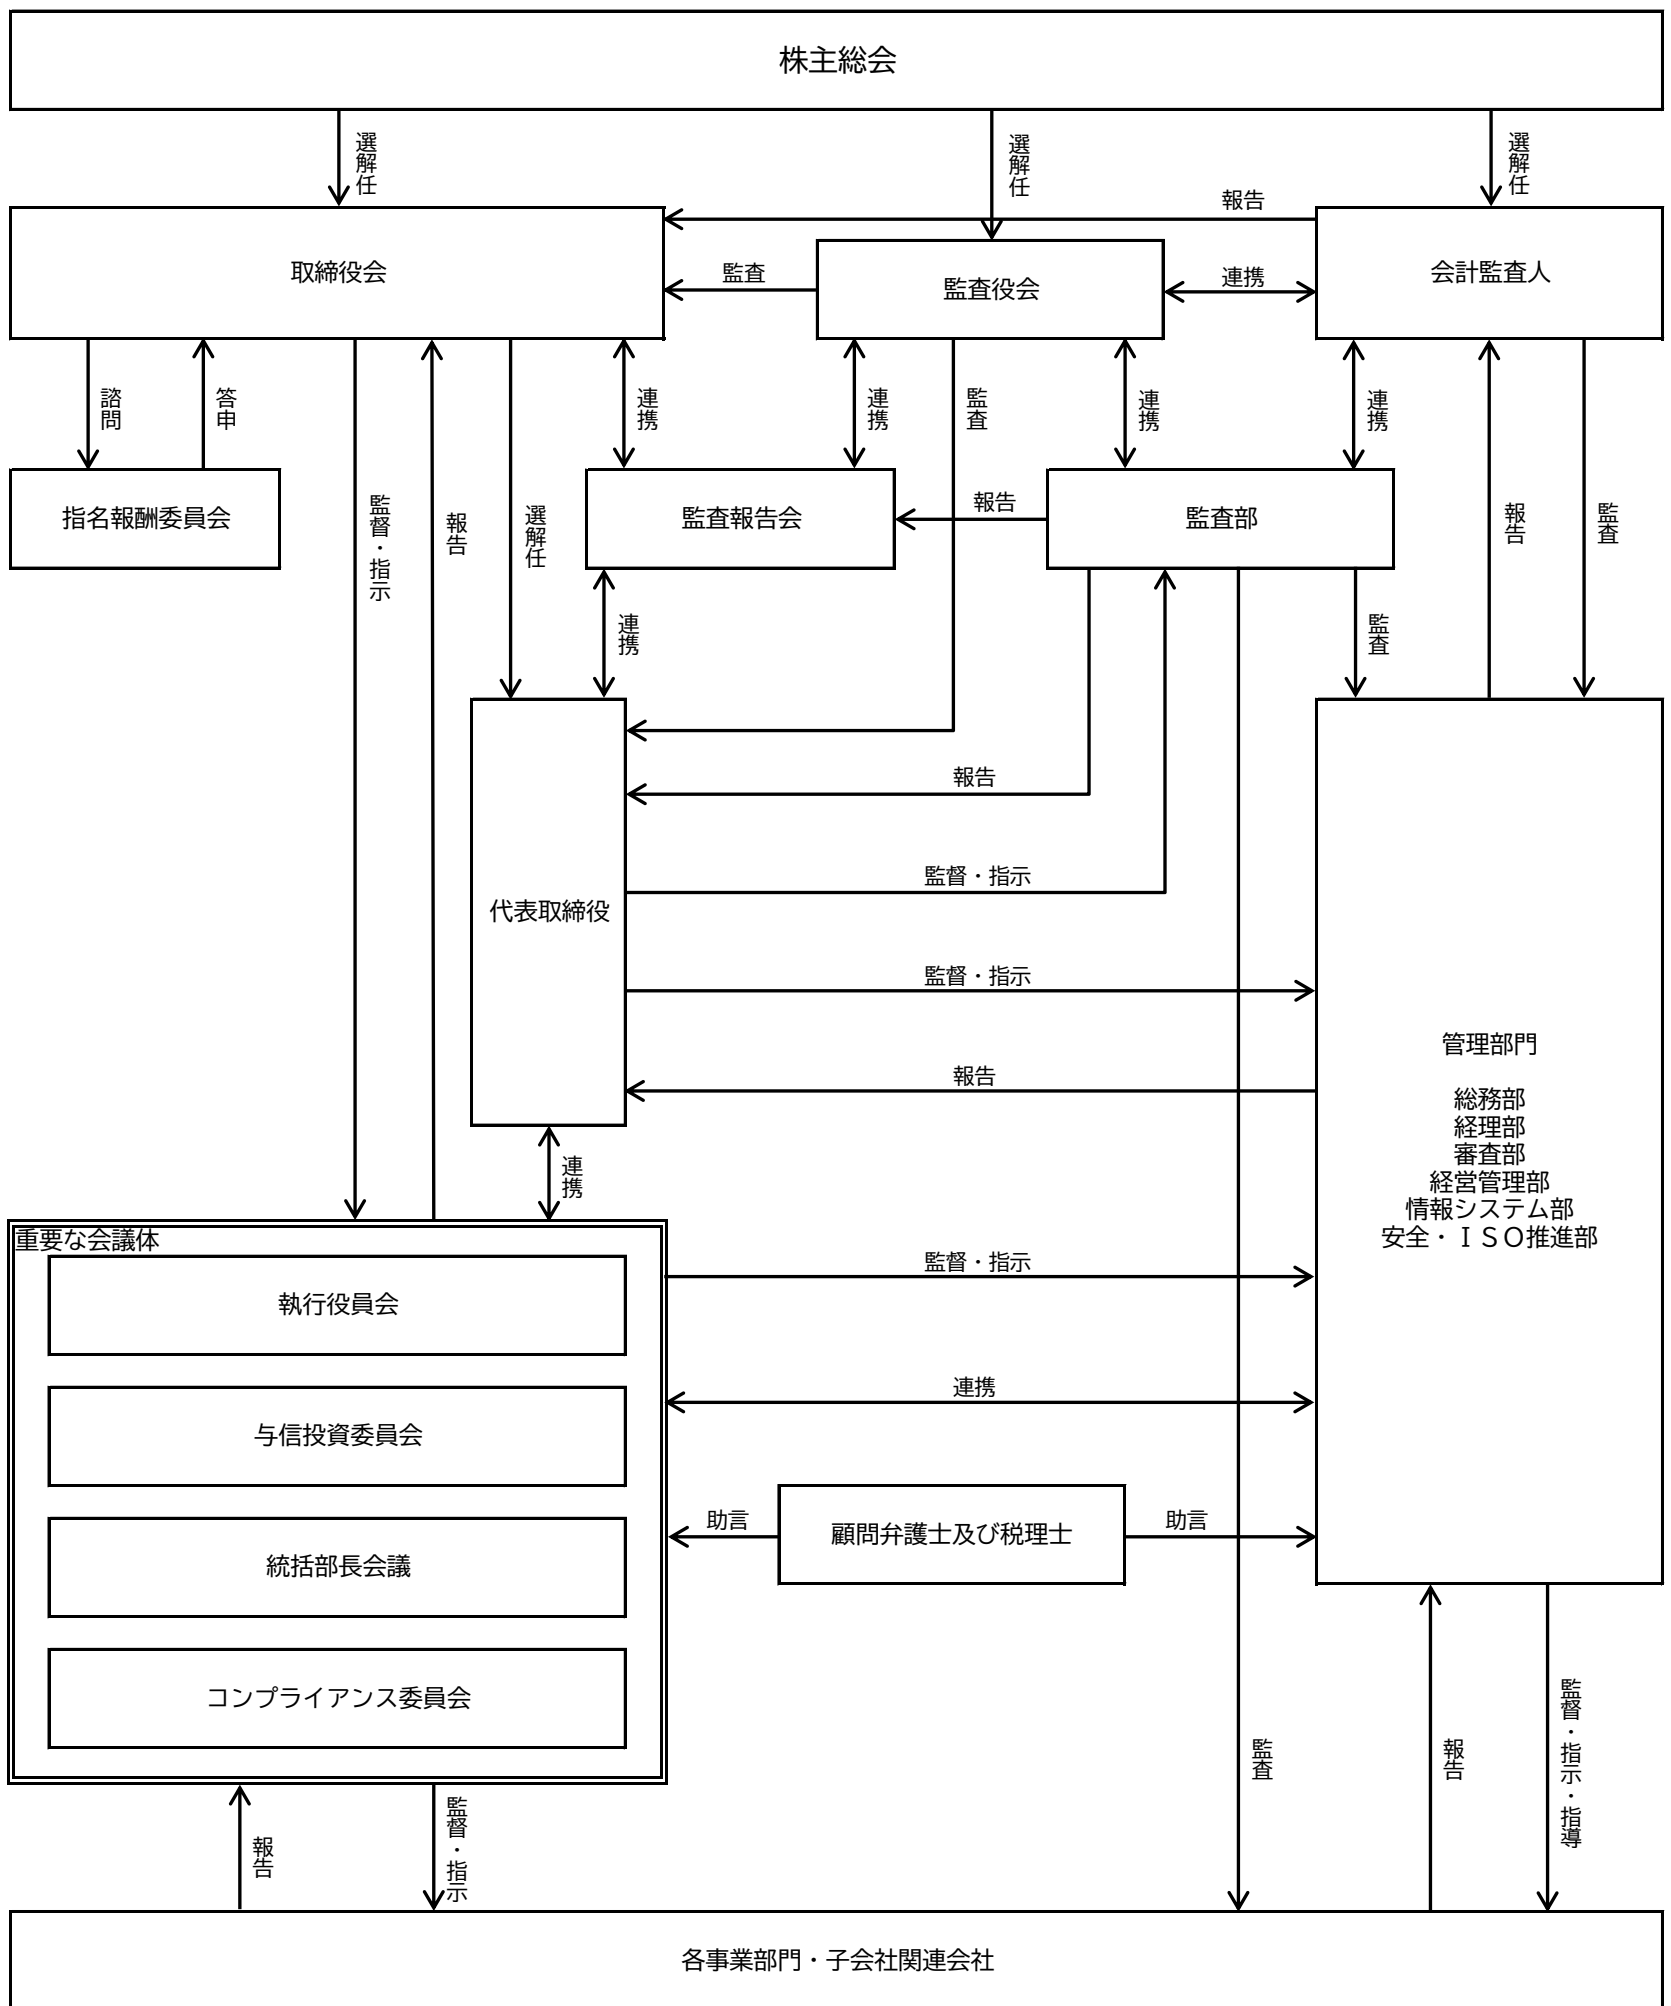 株主総会
選解任
選解任
選解任
報告
取締役会
監査
監査役会
連携
会計監査人
諮問
答申
連携
連携
監査
連携
連携
指名報酬委員会
監督・指示
報告
選解任
監査報告会
報告
監査部
報告
監査
連携
監査
報告
監督・指示
代表取締役
監督・指示
報告
連携
管理部門
総務部
経理部
審査部
経営管理部
情報システム部
安全・ＩＳＯ推進部
重要な会議体
執行役員会
監督・指示
与信投資委員会
連携
統括部長会議
助言
顧問弁護士及び税理士
助言
コンプライアンス委員会
報告
監督・指示
監査
報告
監督・指示・指導
各事業部門・子会社関連会社